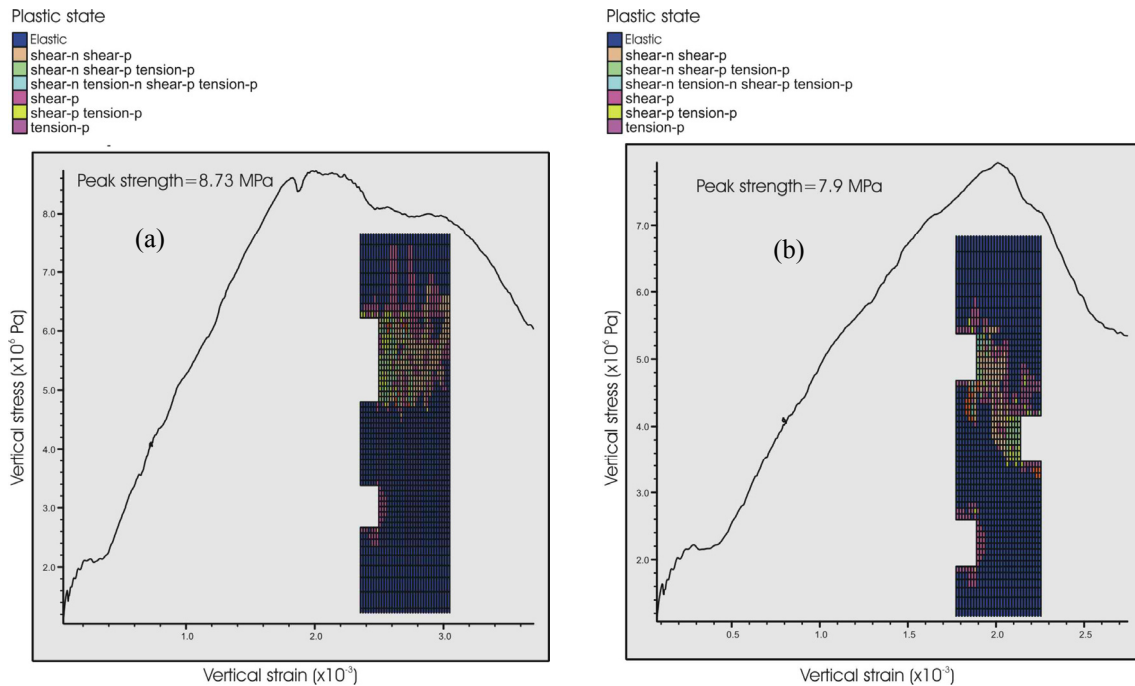 Plastic state
Elastic
shear-n shear-p
shear-n shear-p tension-p
shear-n tension-n shear-p tension-p
shear-p
shear-p tension-p
tension-p
Peak strength=8.73 MPa
(a)
8.0
7.0
6.0
5.0
4.0
3.0
2.0
Vertical stress (x10⁶ Pa)
1.0 2.0 3.0
Vertical strain (x10⁻³)
Plastic state
Elastic
shear-n shear-p
shear-n shear-p tension-p
shear-n tension-n shear-p tension-p
shear-p
shear-p tension-p
tension-p
Peak strength=7.9 MPa
(b)
7.0
6.0
5.0
4.0
3.0
2.0
Vertical stress (x10⁶ Pa)
0.5 1.0 1.5 2.0 2.5
Vertical strain (x10⁻³)